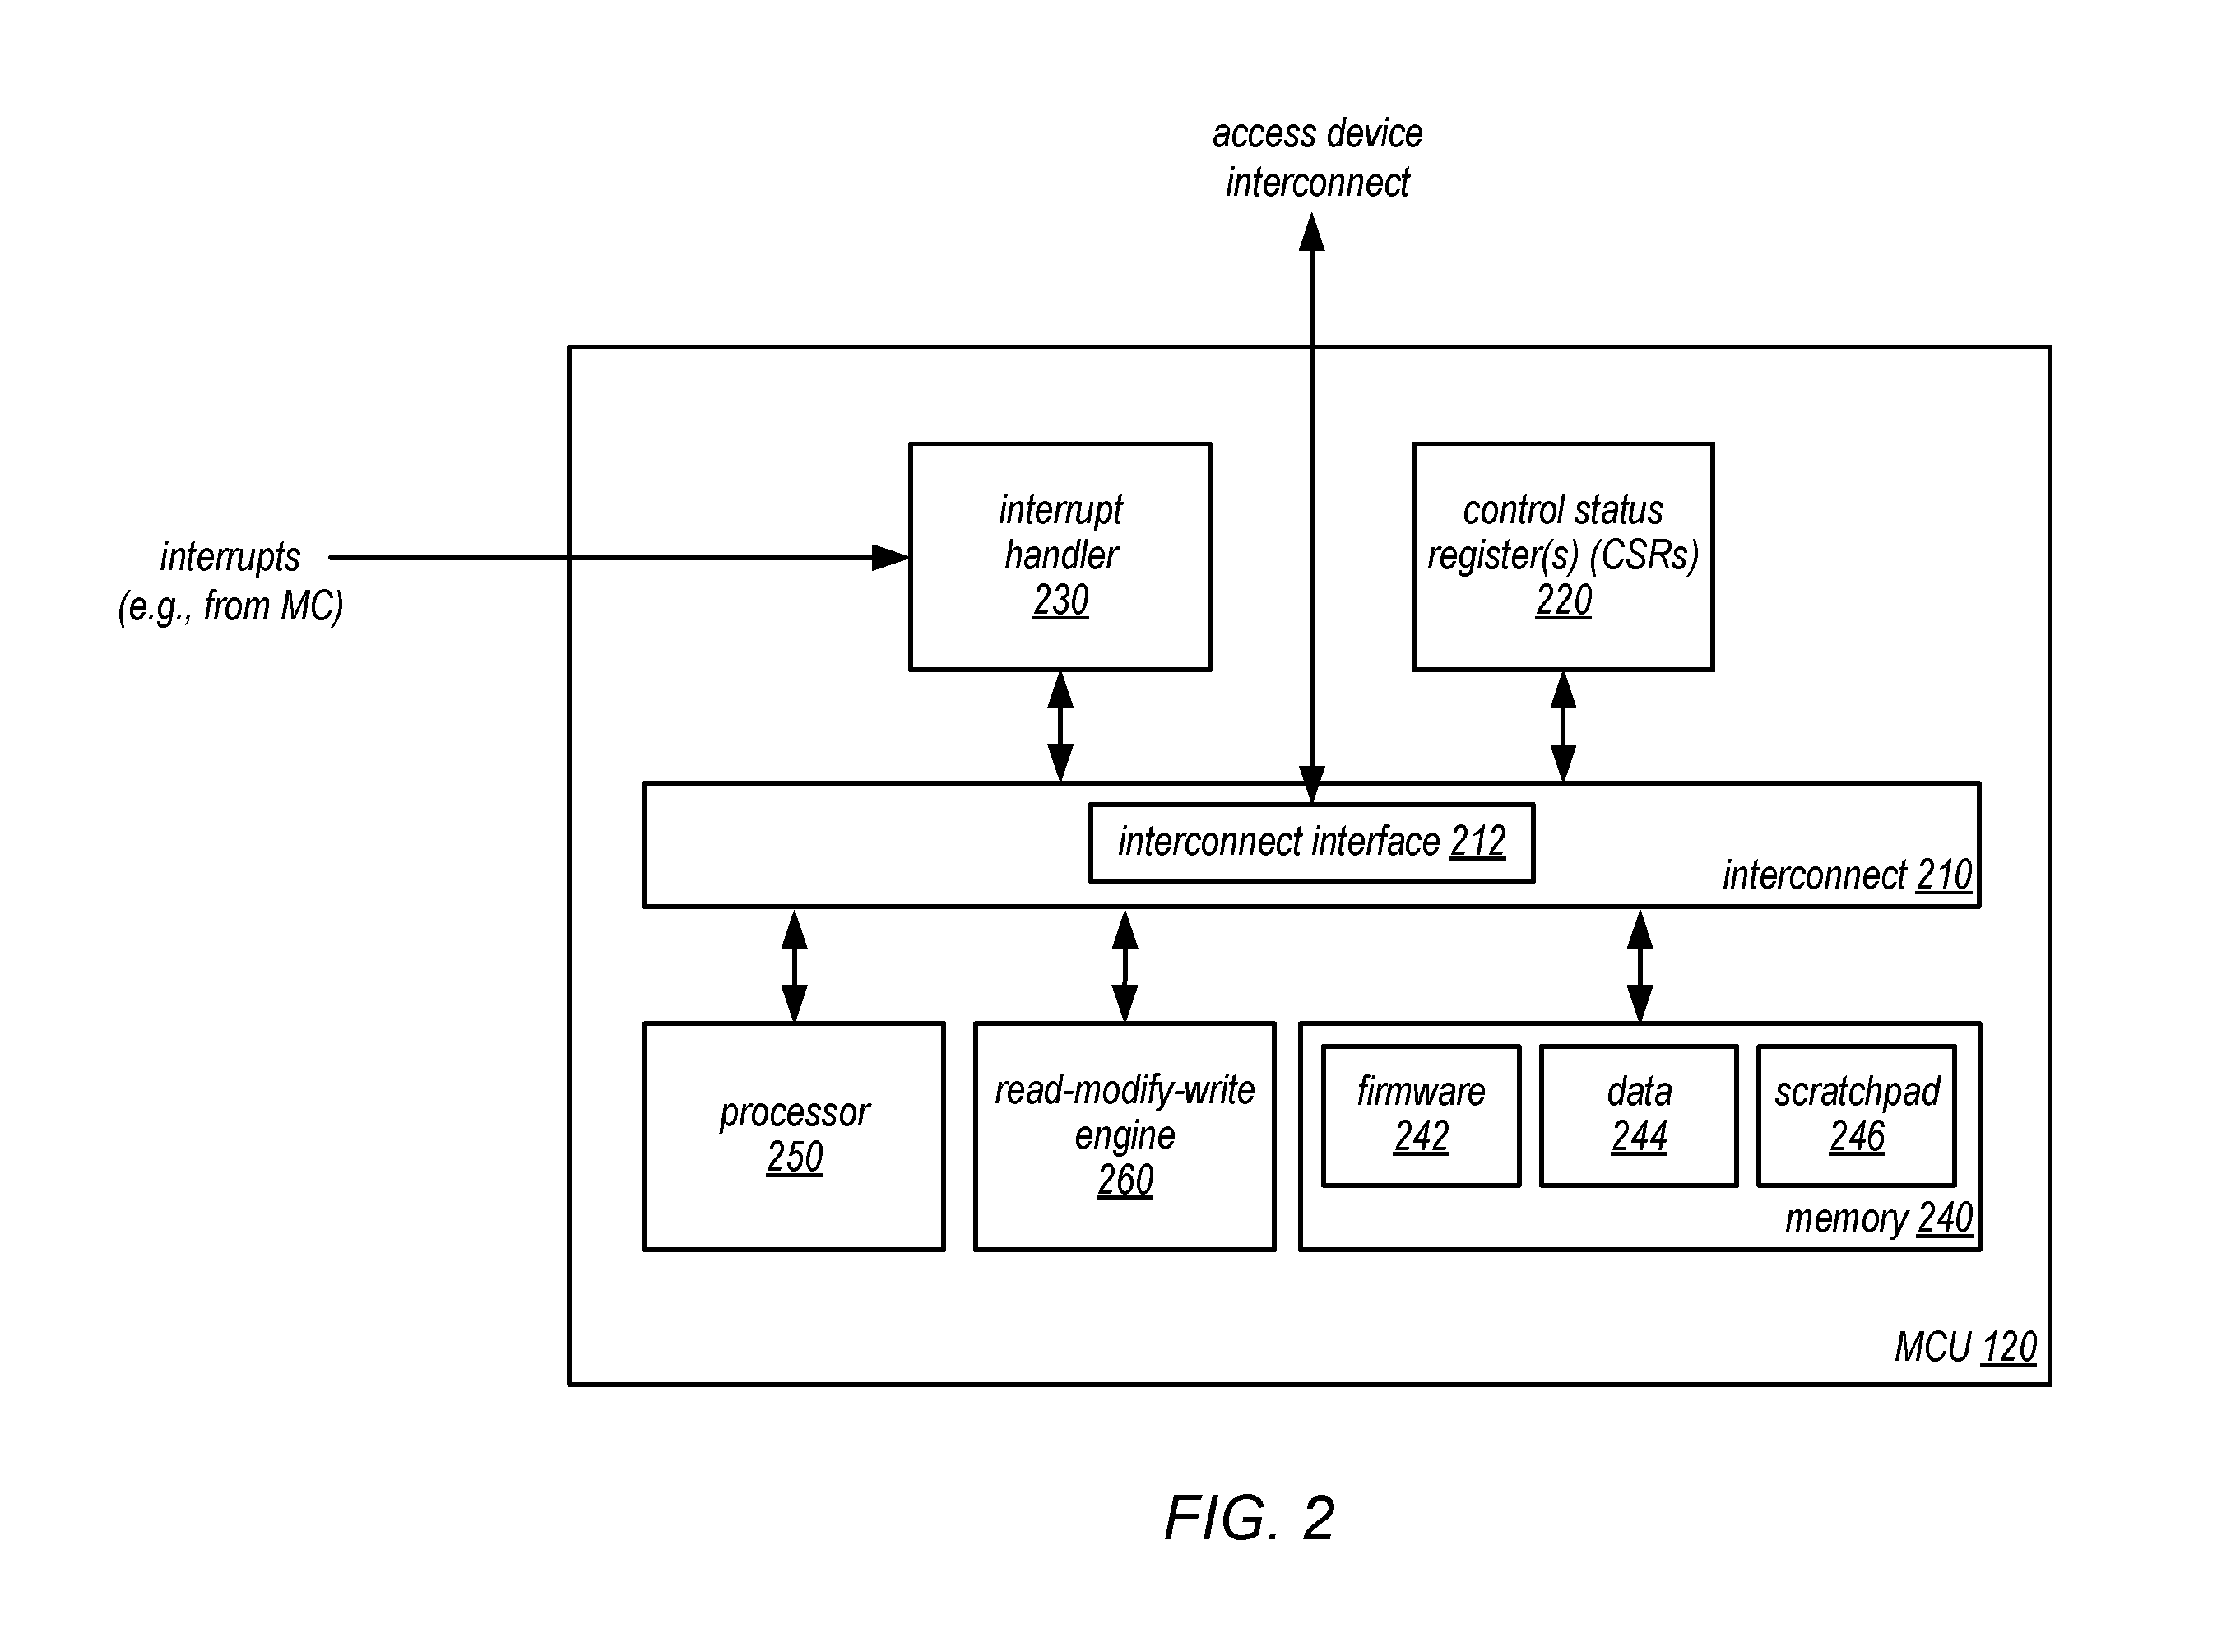 access device
interconnect
interrupts
(e.g., from MC)
interrupt
handler
230
control status
register(s) (CSRs)
220
interconnect interface 212
interconnect 210
processor
250
read-modify-write
engine
260
firmware
242
data
244
scratchpad
246
memory 240
MCU 120
FIG. 2